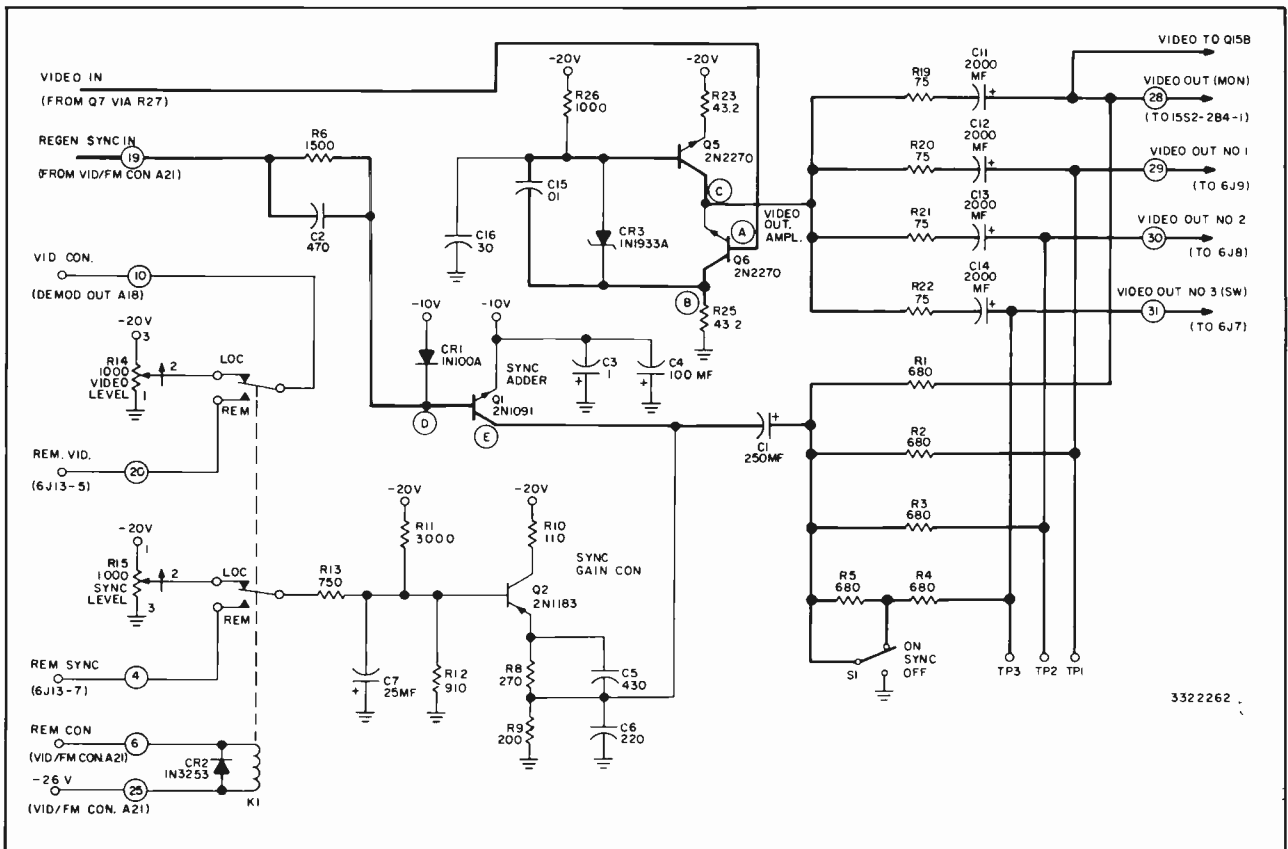 VIDEO IN
(FROM Q7 VIA R27)
REGEN SYNC IN
19
(FROM VID/FM CON A21)
R6
1500
C2
470
VID CON.
10
(DEMOD OUT A18)
-20V
3
R14
1000
VIDEO
LEVEL
2
1
LOC
REM
REM. VID.
20
(6J13-5)
-20V
1
R15
1000
SYNC
LEVEL
2
3
LOC
REM
REM SYNC
4
(6J13-7)
REM CON
6
(VID/FM CON.A21)
-26 V
25
(VID/FM CON. A21)
CR2
IN3253
K1
R13
750
C7
25MF
-20V
R11
3000
R12
910
-20V
R10
110
SYNC
GAIN CON
Q2
2N1183
R8
270
C5
430
R9
200
C6
220
-10V
CR1
IN100A
-10V
SYNC
ADDER
Q1
2N1091
D
E
C3
1
C4
100 MF
C1
250MF
-20V
R26
1000
-20V
R23
43.2
Q5
2N2270
C15
01
C16
30
CR3
IN1933A
C
VIDEO
OUT.
AMPL.
A
Q6
2N2270
B
R25
43 2
R19
75
C11
2000
MF
R20
75
C12
2000
MF
R21
75
C13
2000
MF
R22
75
C14
2000
MF
VIDEO TO Q15B
VIDEO OUT (MON)
28
(TO 15S2-2B4-1)
VIDEO OUT NO 1
29
(TO 6J9)
VIDEO OUT NO 2
30
(TO 6J8)
VIDEO OUT NO 3 (SW)
31
(TO 6J7)
R1
680
R2
680
R3
680
R5
680
R4
680
S1
ON
SYNC
OFF
TP3
TP2
TP1
3322262